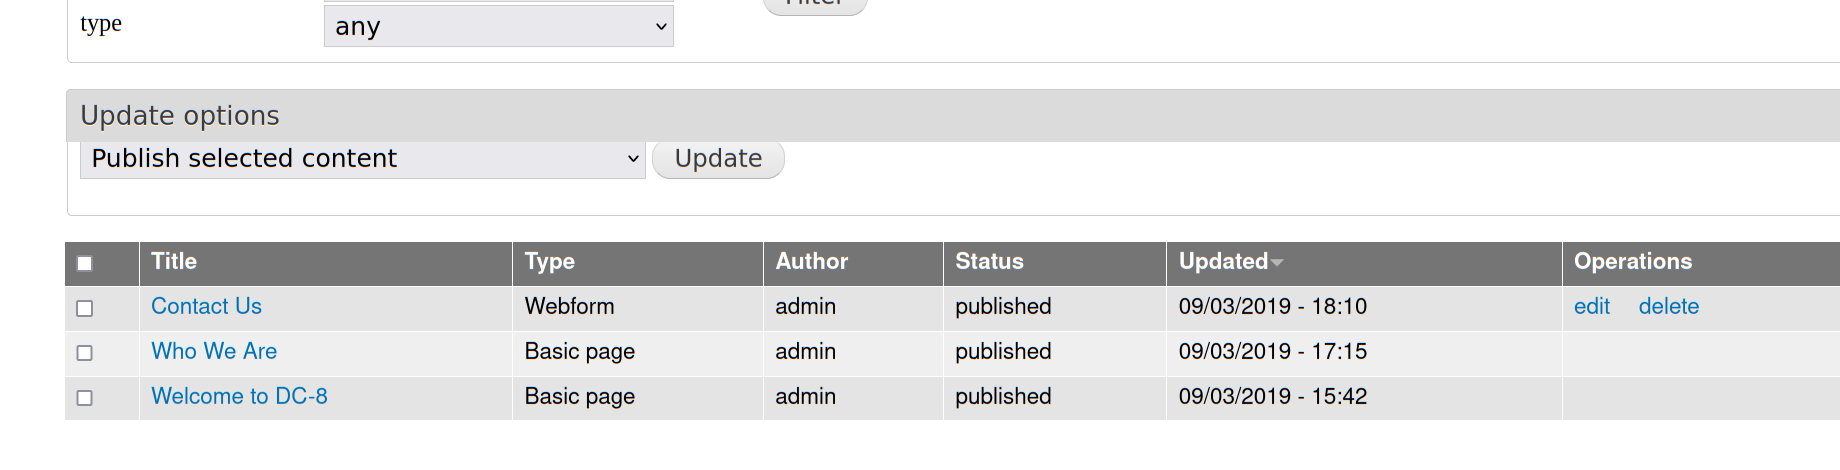 type any
Update options
Publish selected content Update
Title Type Author Status Updated Operations
Contact Us Webform admin published 09/03/2019 - 18:10 edit delete
Who We Are Basic page admin published 09/03/2019 - 17:15
Welcome to DC-8 Basic page admin published 09/03/2019 - 15:42